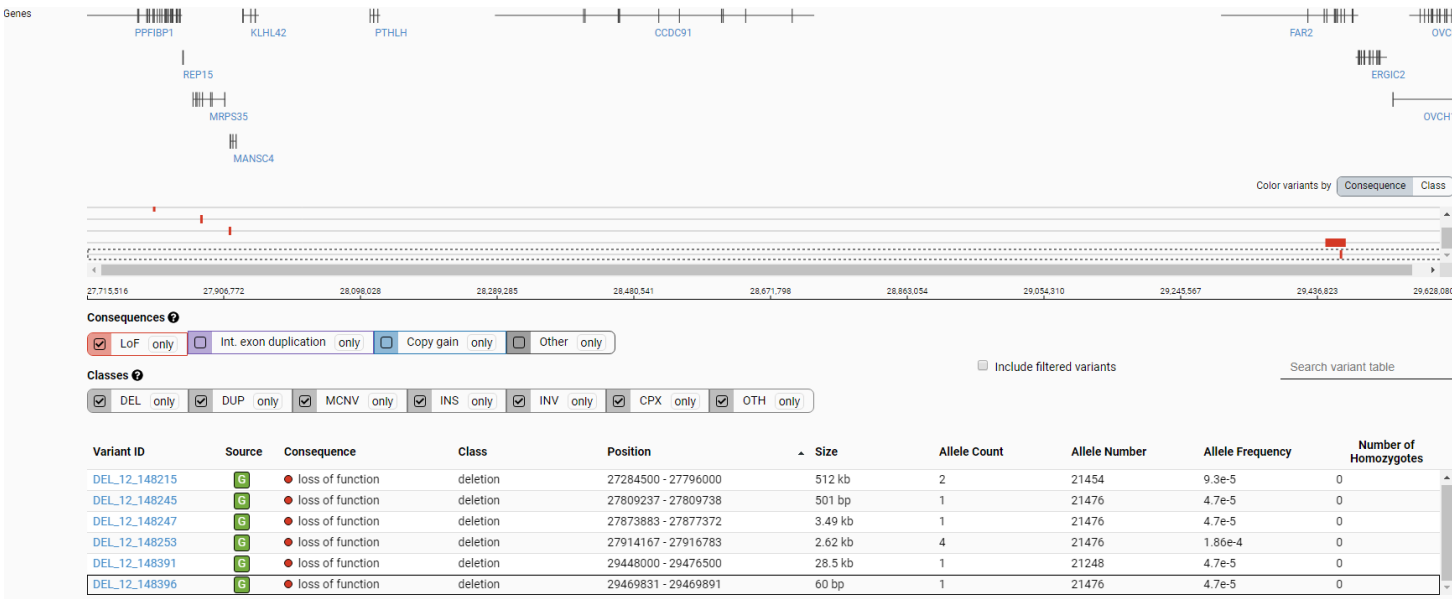 Genes
PPFIBP1 KLHL42 PTHLH CCDC91 FAR2 OVC
REP15 ERGIC2
MRPS35 OVCH1
MANSC4
Color variants by Consequence Class
27,715,516 27,906,772 28,098,028 28,289,285 28,480,541 28,671,798 28,863,054 29,054,310 29,245,567 29,436,823 29,628,080
Consequences ?
LoF only Int. exon duplication only Copy gain only Other only
Include filtered variants Search variant table
Classes ?
DEL only DUP only MCNV only INS only INV only CPX only OTH only
Variant ID Source Consequence Class Position Size Allele Count Allele Number Allele Frequency Number of Homozygotes
DEL_12_148215 G loss of function deletion 27284500 - 27796000 512 kb 2 21454 9.3e-5 0
DEL_12_148245 G loss of function deletion 27809237 - 27809738 501 bp 1 21476 4.7e-5 0
DEL_12_148247 G loss of function deletion 27873883 - 27877372 3.49 kb 1 21476 4.7e-5 0
DEL_12_148253 G loss of function deletion 27914167 - 27916783 2.62 kb 4 21476 1.86e-4 0
DEL_12_148391 G loss of function deletion 29448000 - 29476500 28.5 kb 1 21248 4.7e-5 0
DEL_12_148396 G loss of function deletion 29469831 - 29469891 60 bp 1 21476 4.7e-5 0